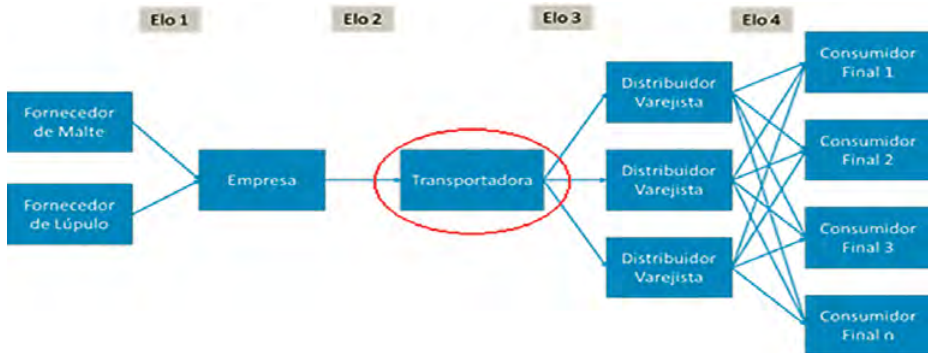 Elo 1
Elo 2
Elo 3
Elo 4
Fornecedor
de Malte
Fornecedor
de Lúpulo
Empresa
Transportadora
Distribuidor
Varejista
Distribuidor
Varejista
Distribuidor
Varejista
Consumidor
Final 1
Consumidor
Final 2
Consumidor
Final 3
Consumidor
Final n